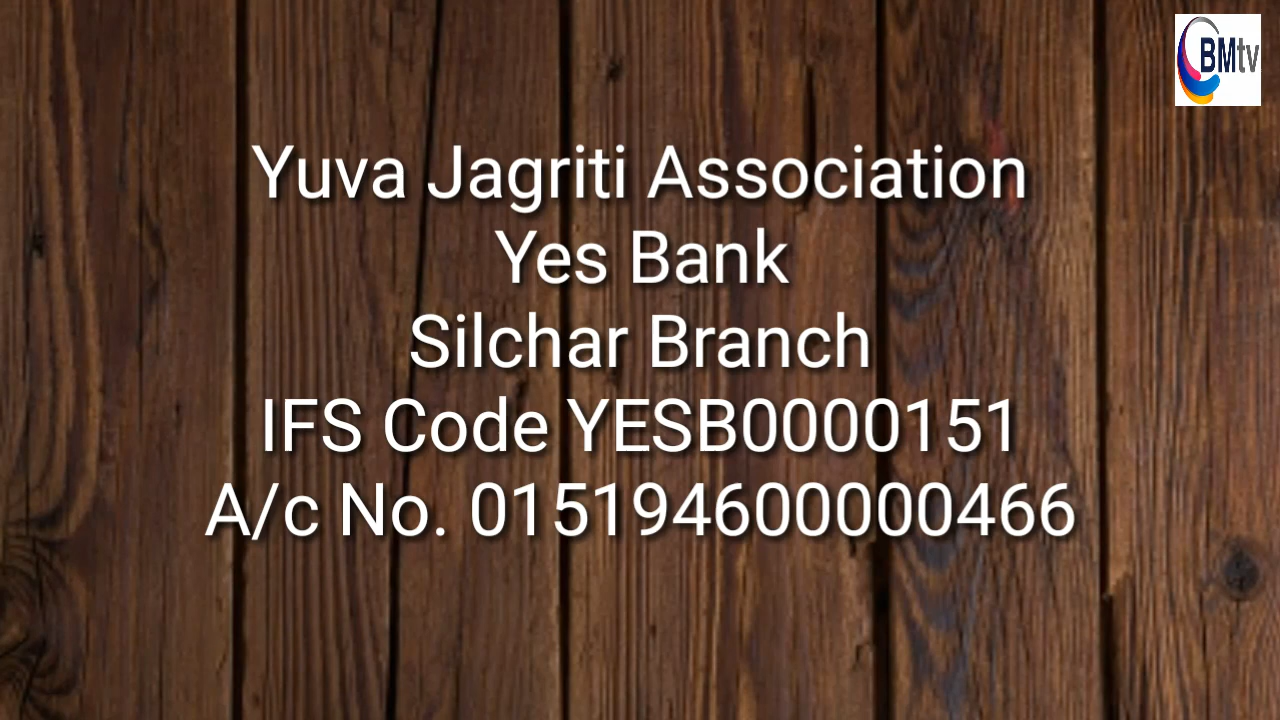 BMtv
Yuva Jagriti Association
Yes Bank
Silchar Branch
IFS Code YESB0000151
A/c No. 015194600000466